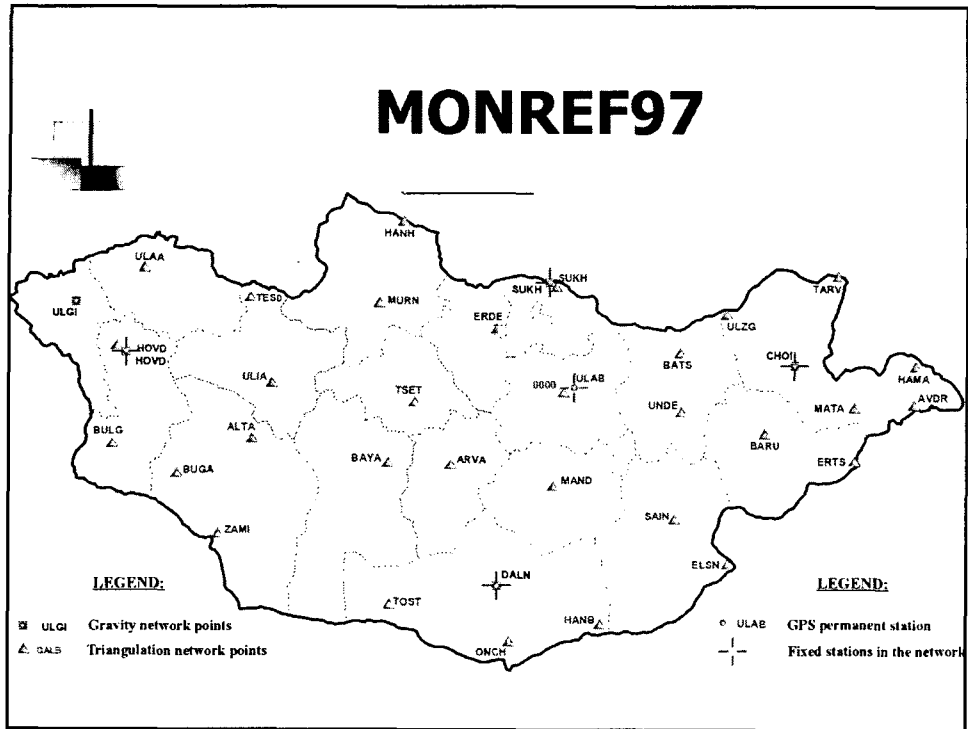 MONREF97
HANH
ULAA
SUKH
SUKH
TARV
ULGI
MURN
ERDE
ULZG
HOVD
HOVD
BATS
CHOI
ULIA
TSET
ULAB
HAMA
UNDE
MATA
AVDR
BULG
ALTA
BUGA
BAYA
ARVA
BARU
ERTS
MAND
ZAMI
SAIN
ELSN
LEGEND:
DALN
LEGEND:
TOST
HANB
ULGI Gravity network points
ULAB GPS permanent station
Triangulation network points
ONCH
Fixed stations in the network